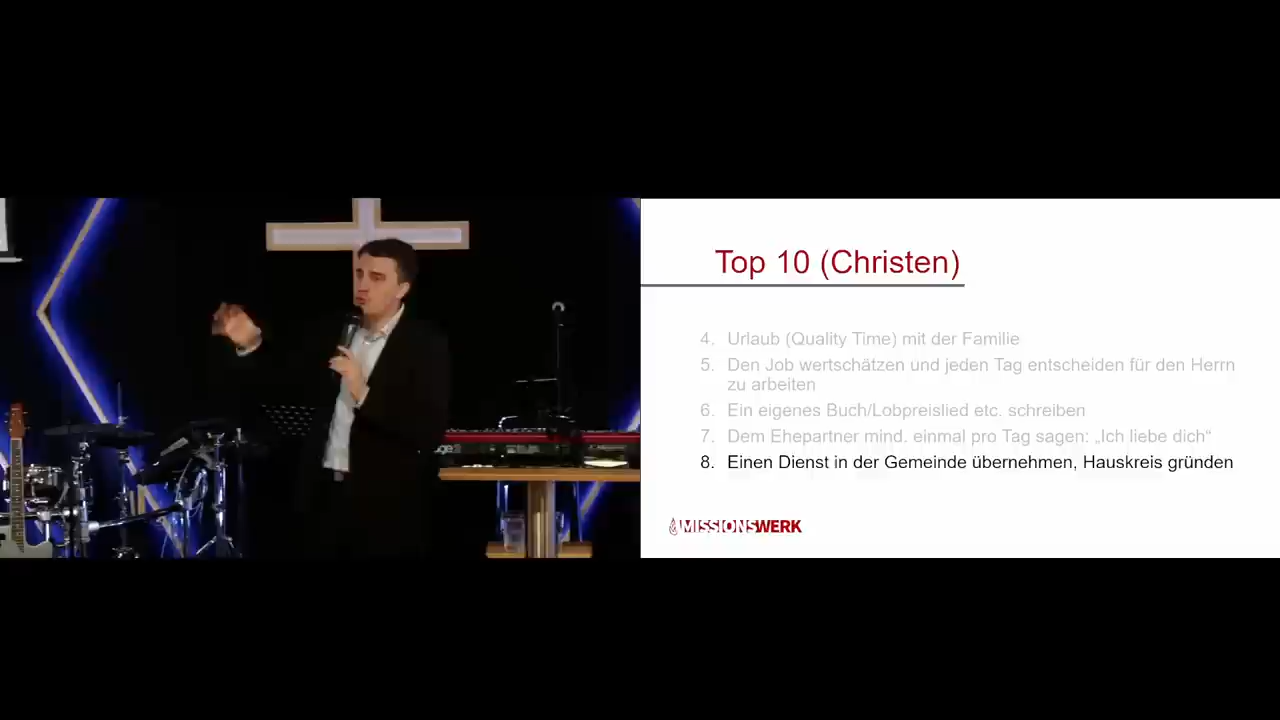 Top 10 (Christen)
4. Urlaub (Quality Time) mit der Familie
5. Den Job wertschätzen und jeden Tag entscheiden für den Herrn
zu arbeiten
6. Ein eigenes Buch/Lobpreislied etc. schreiben
7. Dem Ehepartner mind. einmal pro Tag sagen: „Ich liebe dich“
8. Einen Dienst in der Gemeinde übernehmen, Hauskreis gründen
MISSIONSWERK